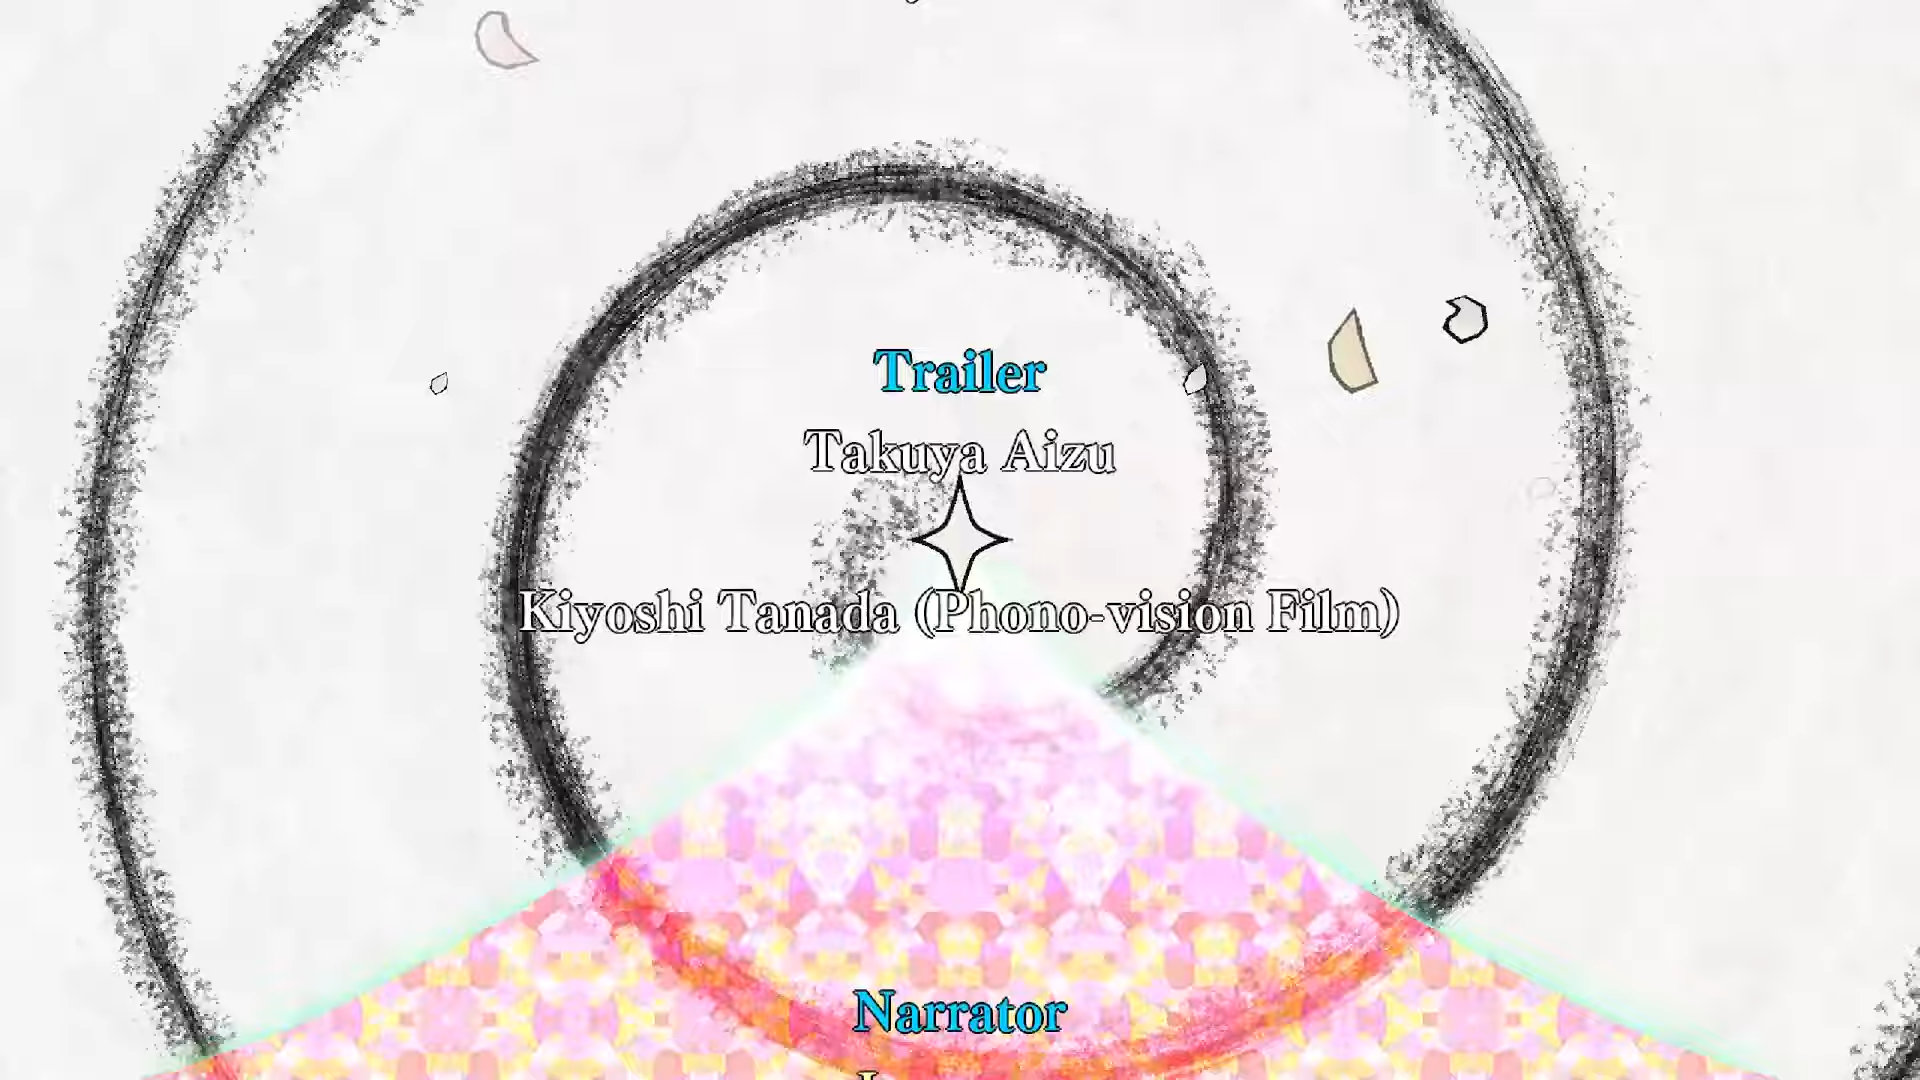 Trailer
Takuya Aizu
Kiyoshi Tanada (Phono-vision Film)
Narrator